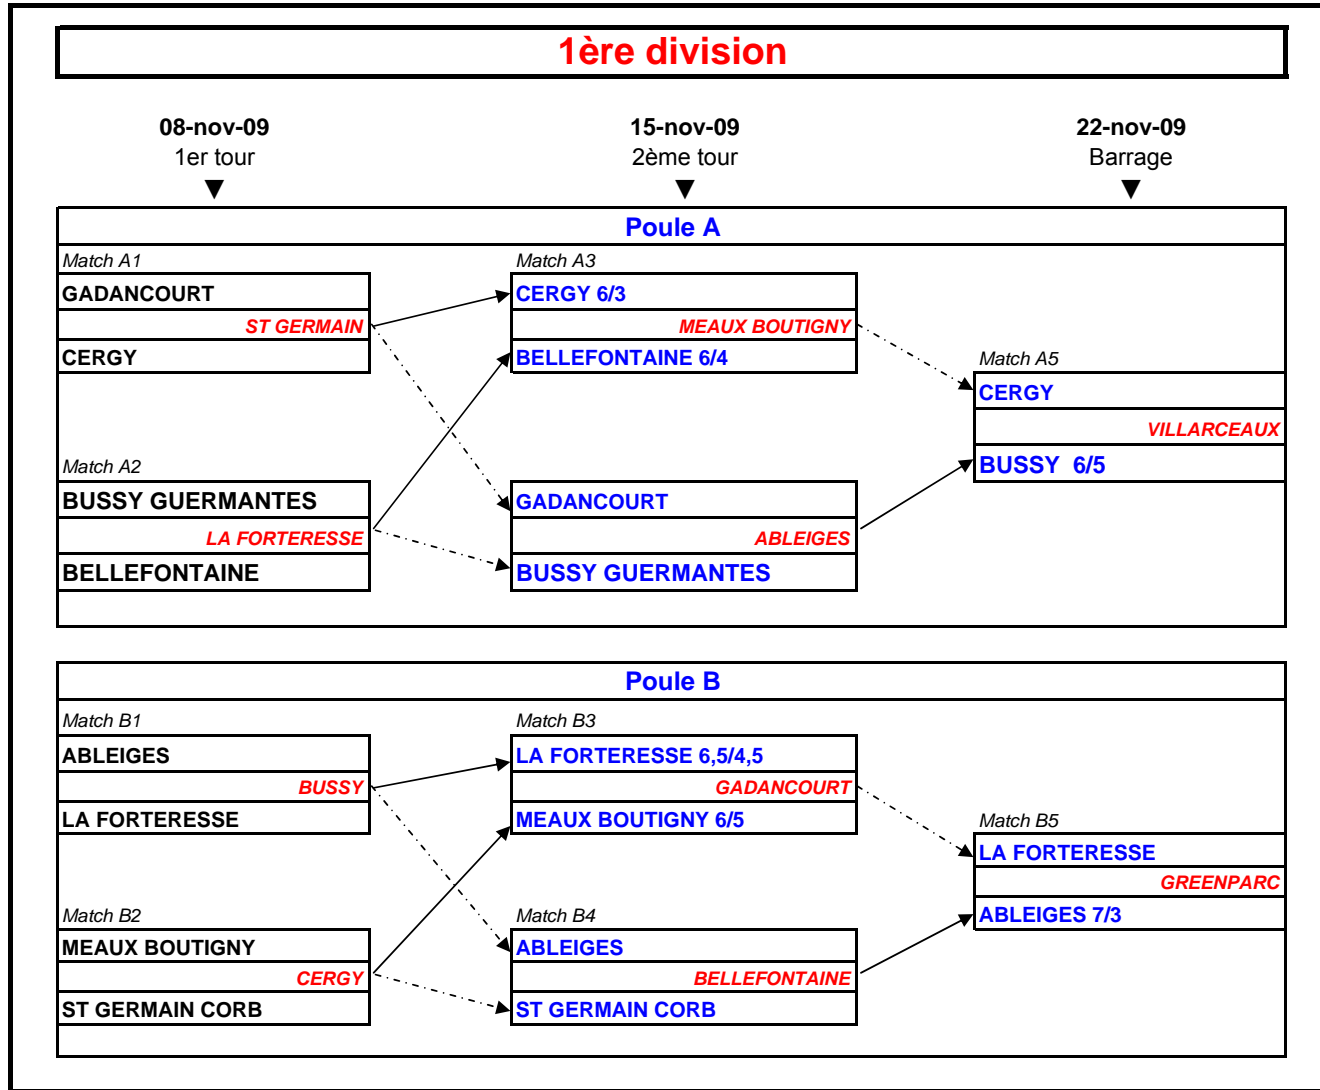 1ère division
08-nov-09
15-nov-09
22-nov-09
1er tour
2ème tour
Barrage
Poule A
Match A1
GADANCOURT
ST GERMAIN
CERGY
Match A2
BUSSY GUERMANTES
LA FORTERESSE
BELLEFONTAINE
Match A3
CERGY 6/3
MEAUX BOUTIGNY
BELLEFONTAINE 6/4
GADANCOURT
ABLEIGES
BUSSY GUERMANTES
Match A5
CERGY
VILLARCEAUX
BUSSY 6/5
Poule B
Match B1
ABLEIGES
BUSSY
LA FORTERESSE
Match B2
MEAUX BOUTIGNY
CERGY
ST GERMAIN CORB
Match B3
LA FORTERESSE 6,5/4,5
GADANCOURT
MEAUX BOUTIGNY 6/5
Match B4
ABLEIGES
BELLEFONTAINE
ST GERMAIN CORB
Match B5
LA FORTERESSE
GREENPARC
ABLEIGES 7/3